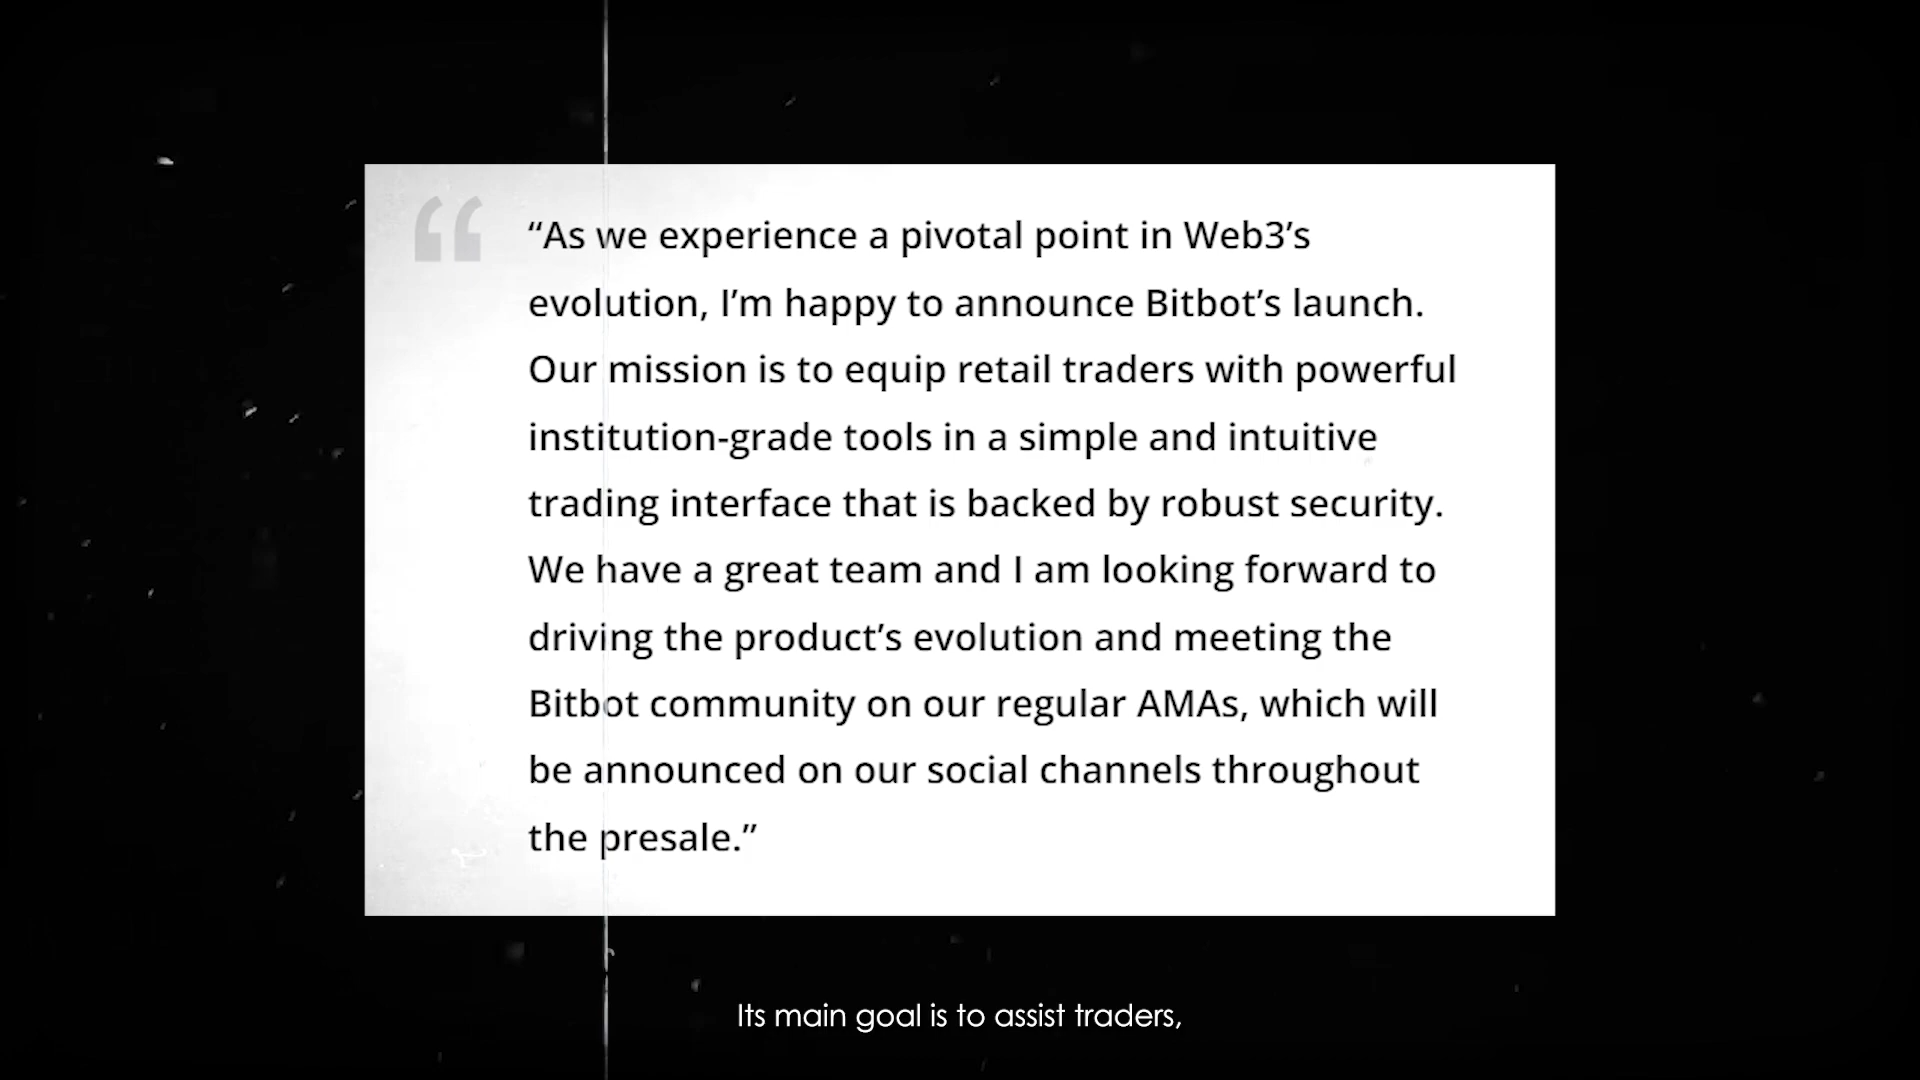 “As we experience a pivotal point in Web3’s
evolution, I’m happy to announce Bitbot’s launch.
Our mission is to equip retail traders with powerful
institution-grade tools in a simple and intuitive
trading interface that is backed by robust security.
We have a great team and I am looking forward to
driving the product’s evolution and meeting the
Bitbot community on our regular AMAs, which will
be announced on our social channels throughout
the presale.”
Its main goal is to assist traders,